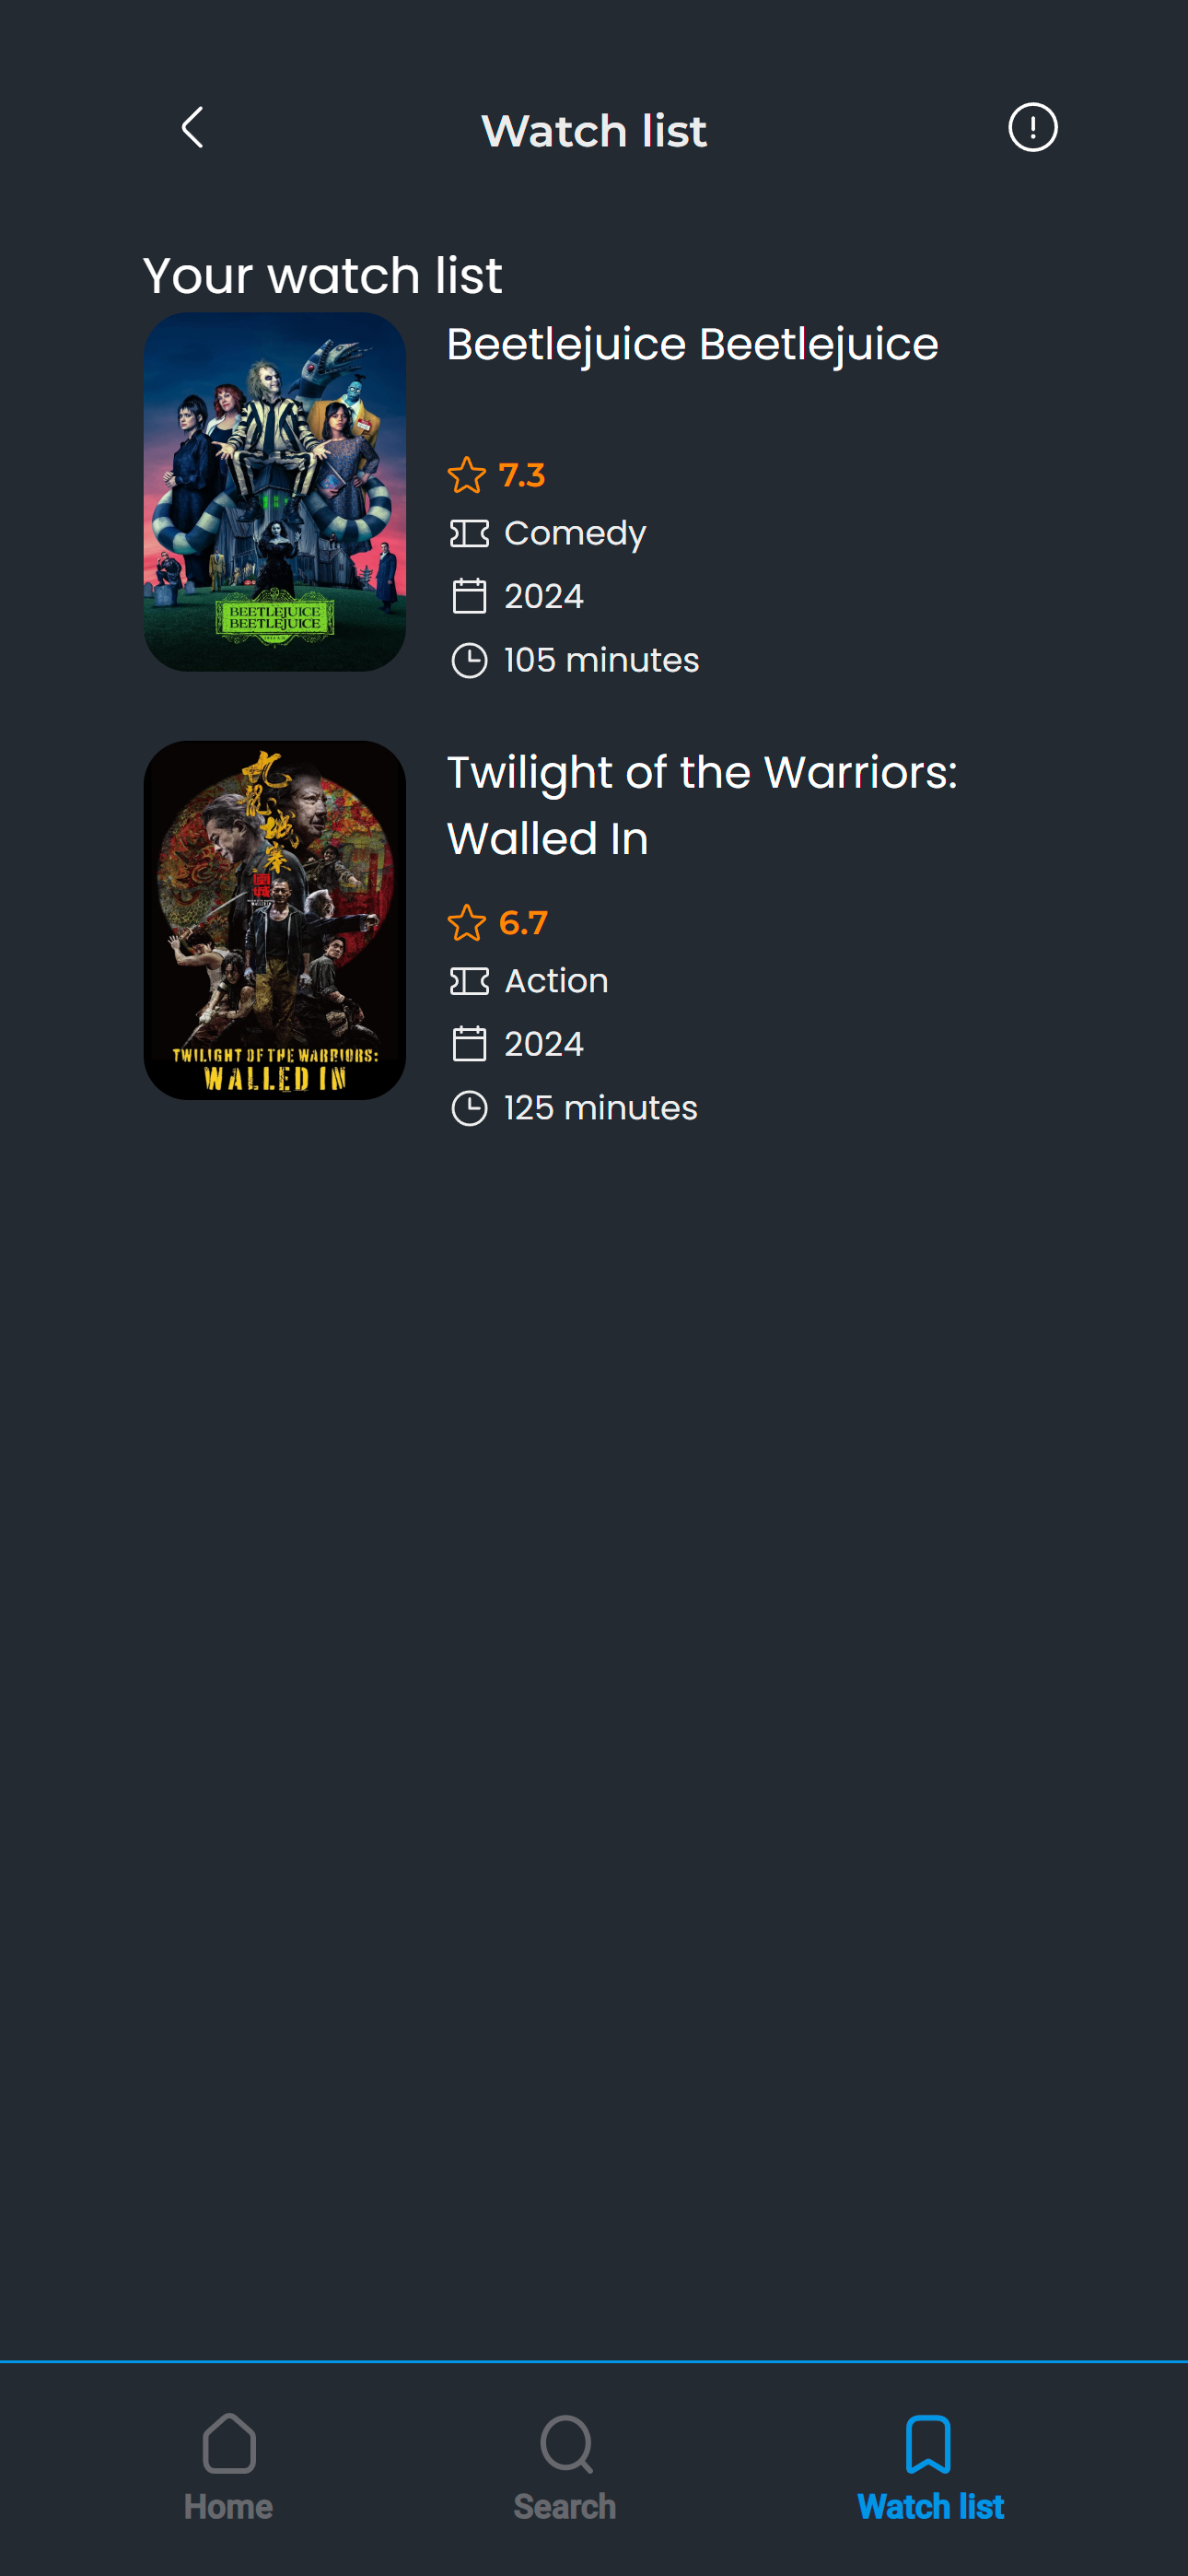 Watch list
Your watch list
Beetlejuice Beetlejuice
7.3
Comedy
2024
105 minutes
BEETLEJUICE
BEETLEJUICE
Twilight of the Warriors:
Walled In
6.7
Action
2024
125 minutes
九龍城寨
圍城
TWILIGHT OF THE WARRIORS:
WALLED IN
Home
Search
Watch list